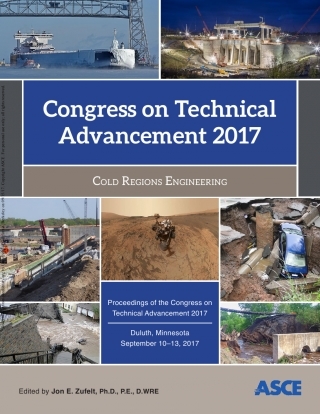 Congress on Technical
Advancement 2017
COLD REGIONS ENGINEERING
Proceedings of the Congress on
Technical Advancement 2017
Duluth, Minnesota
September 10–13, 2017
Edited by Jon E. Zufelt, Ph.D., P.E., D.WRE
ASCE